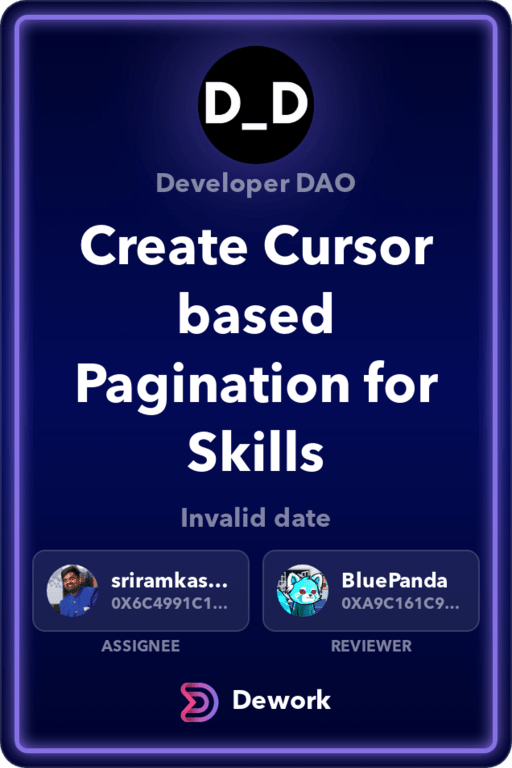 D_D
Developer DAO
Create Cursor
based
Pagination for
Skills
Invalid date
sriramkas...
0X6C4991C1...
ASSIGNEE
BluePanda
0XA9C161C9...
REVIEWER
Dework